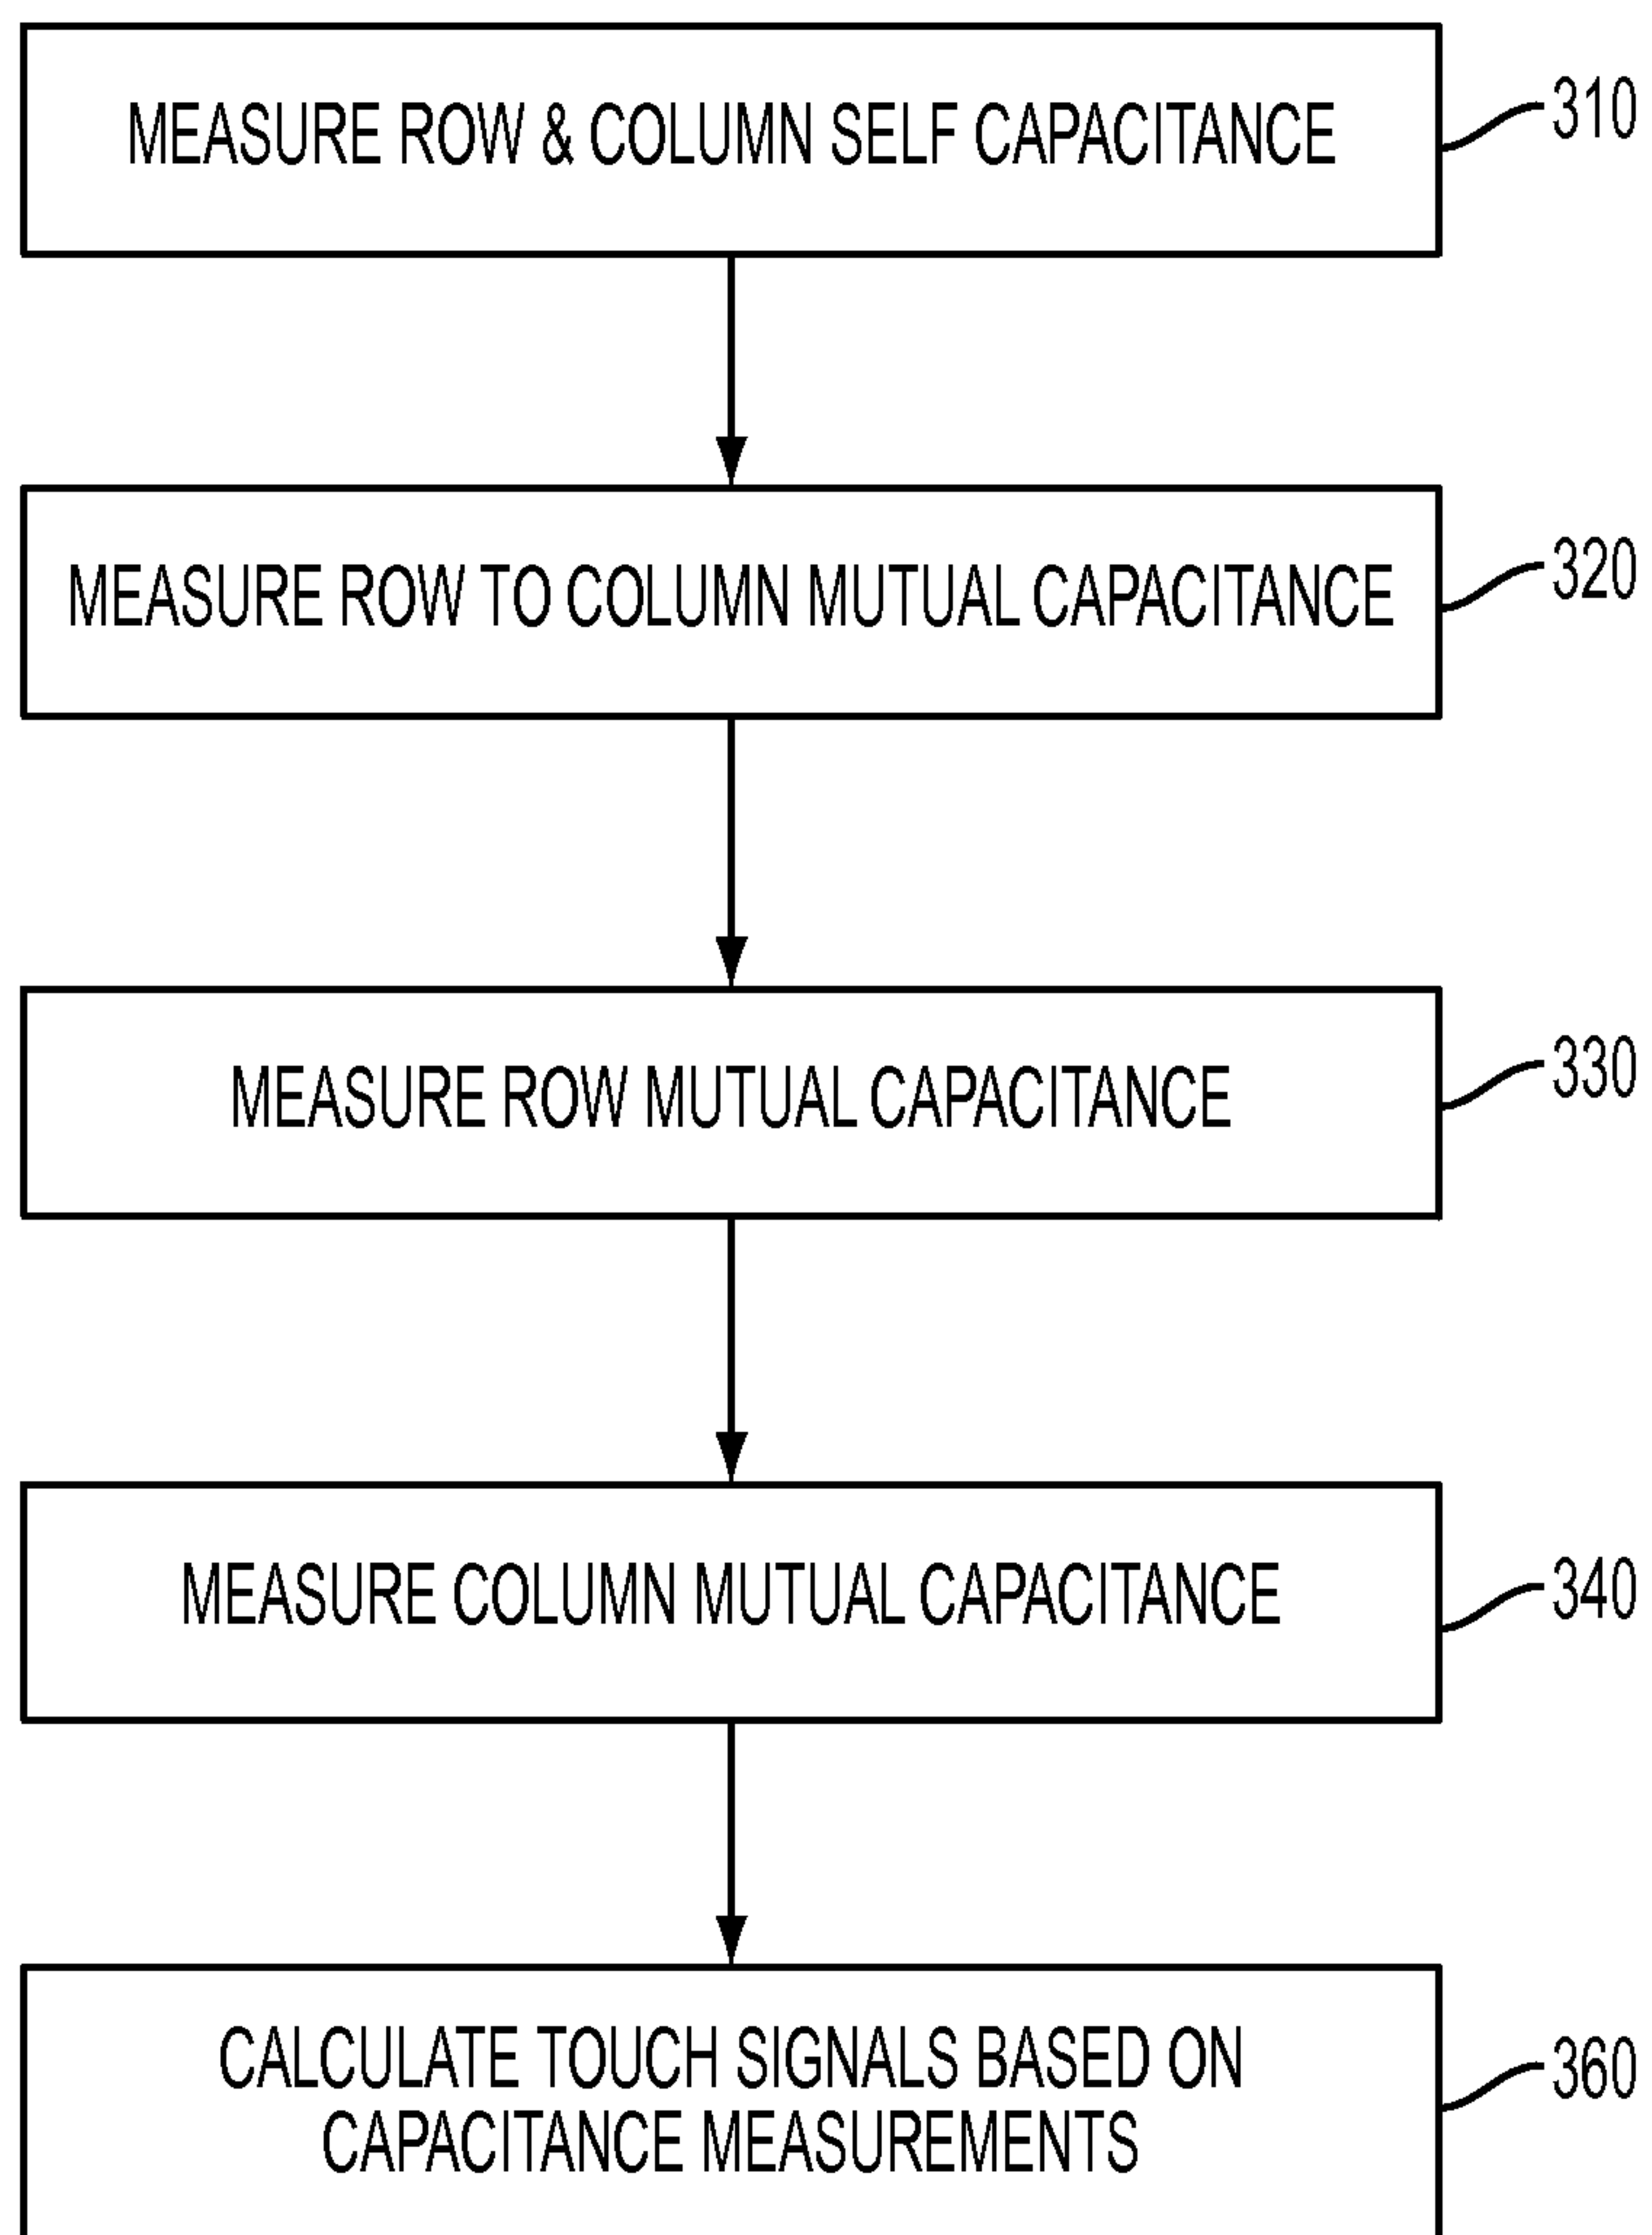 MEASURE ROW & COLUMN SELF CAPACITANCE
310
MEASURE ROW TO COLUMN MUTUAL CAPACITANCE
320
MEASURE ROW MUTUAL CAPACITANCE
330
MEASURE COLUMN MUTUAL CAPACITANCE
340
CALCULATE TOUCH SIGNALS BASED ON
CAPACITANCE MEASUREMENTS
360